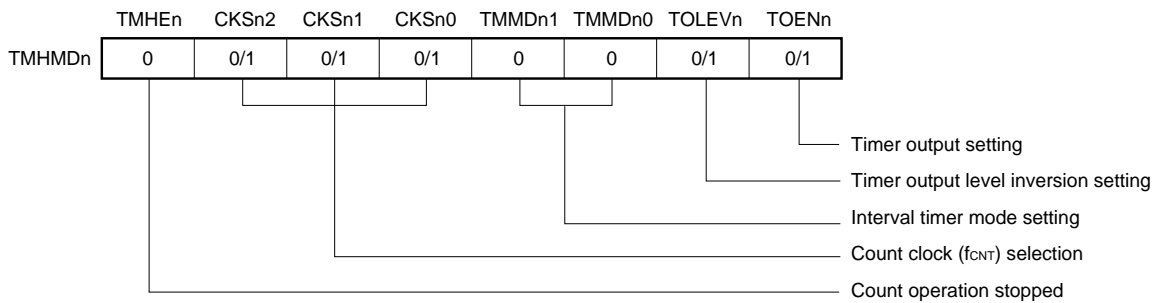 TMHEn CKSn2 CKSn1 CKSn0 TMMDn1 TMMDn0 TOLEVn TOENn
TMHMDn 0 0/1 0/1 0/1 0 0 0/1 0/1
Timer output setting
Timer output level inversion setting
Interval timer mode setting
Count clock (fCNT) selection
Count operation stopped